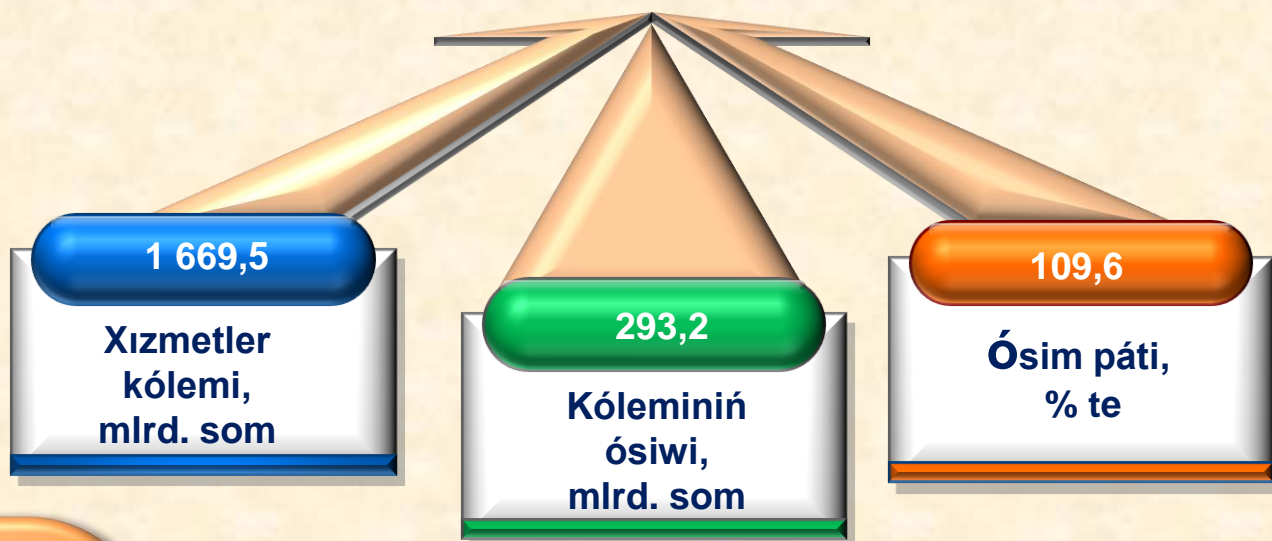 1 669,5
Xızmetler
kólemi,
mlrd. som
293,2
Kóleminiń
ósiwi,
mlrd. som
109,6
Ósim páti,
% te